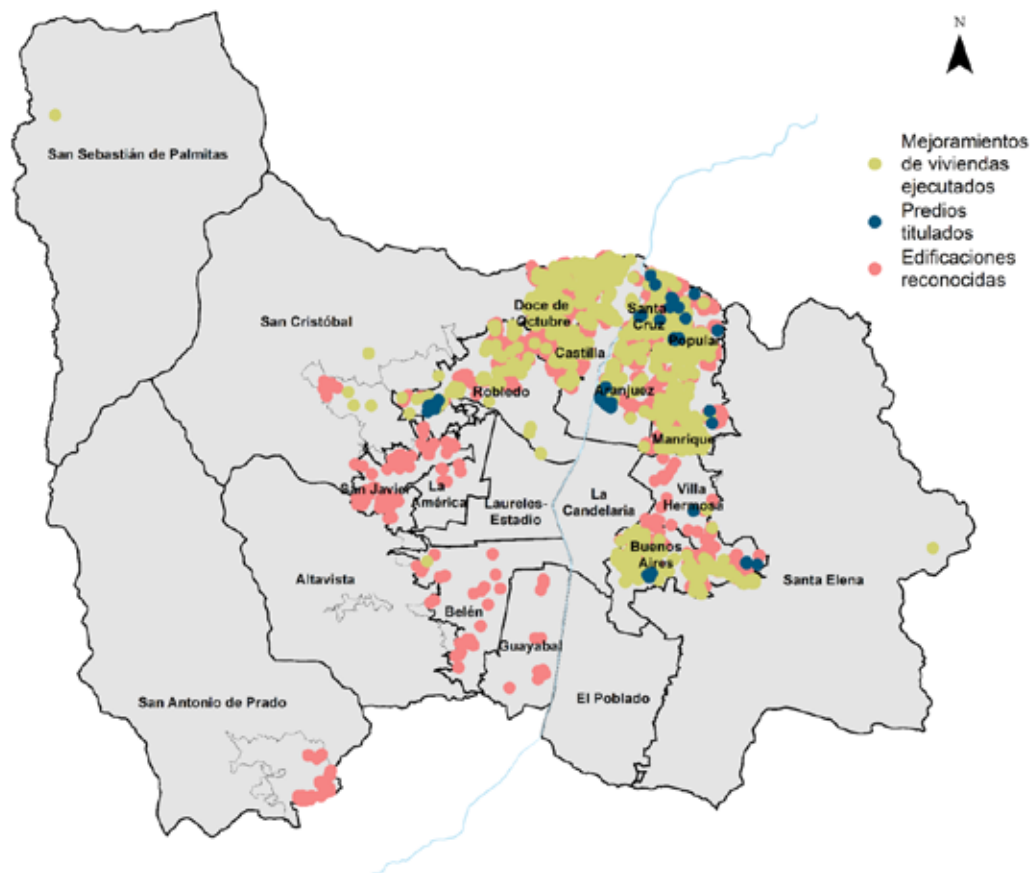 N
Mejoramientos
de viviendas
ejecutados
Predios
titulados
Edificaciones
reconocidas
San Sebastián de Palmitas
San Cristóbal
Doce de
Octubre
Santa
Cruz
Popular
Castilla
Robledo
Aranjuez
Manrique
San Javier
La
América
Laureles-
Estadio
La
Candelaria
Villa
Hermosa
Buenos
Aires
Santa Elena
Altavista
Belén
Guayabal
El Poblado
San Antonio de Prado